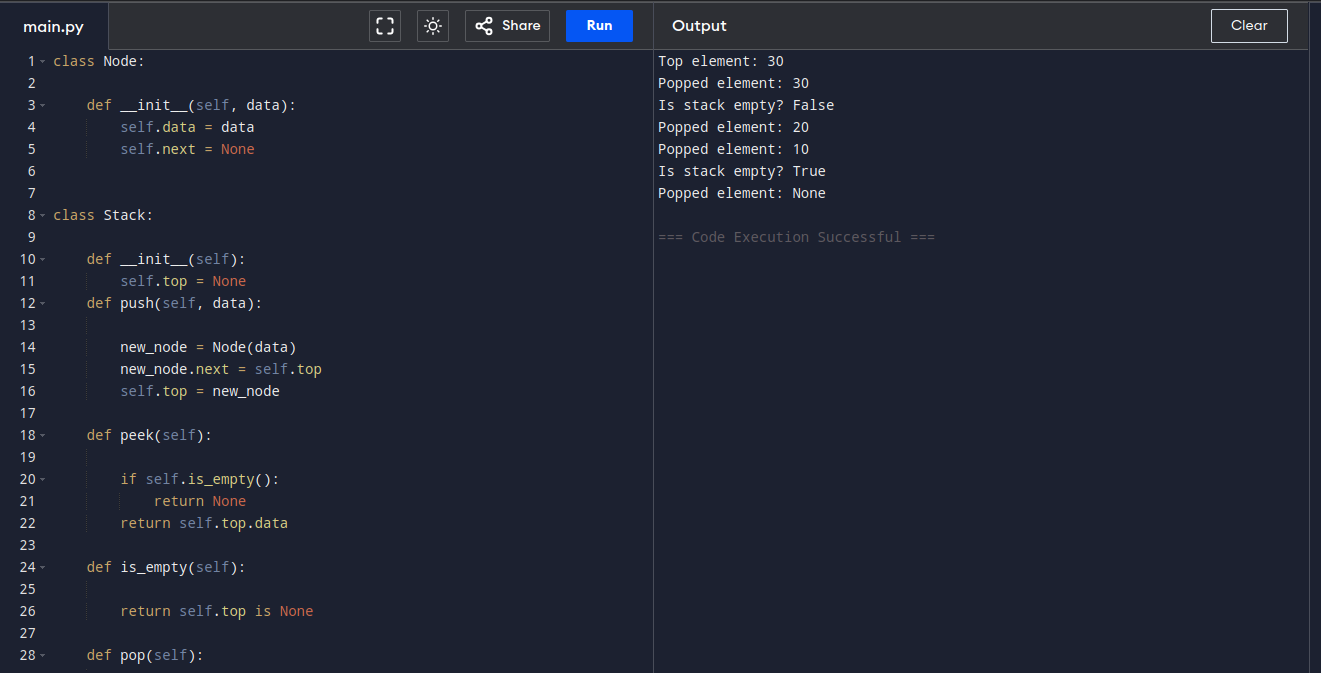 main.py
Share
Run
Output
Clear
1 class Node:
2
3     def __init__(self, data):
4         self.data = data
5         self.next = None
6
7
8 class Stack:
9
10     def __init__(self):
11         self.top = None
12     def push(self, data):
13
14         new_node = Node(data)
15         new_node.next = self.top
16         self.top = new_node
17
18     def peek(self):
19
20         if self.is_empty():
21             return None
22         return self.top.data
23
24     def is_empty(self):
25
26         return self.top is None
27
28     def pop(self):
Top element: 30
Popped element: 30
Is stack empty? False
Popped element: 20
Popped element: 10
Is stack empty? True
Popped element: None
=== Code Execution Successful ===